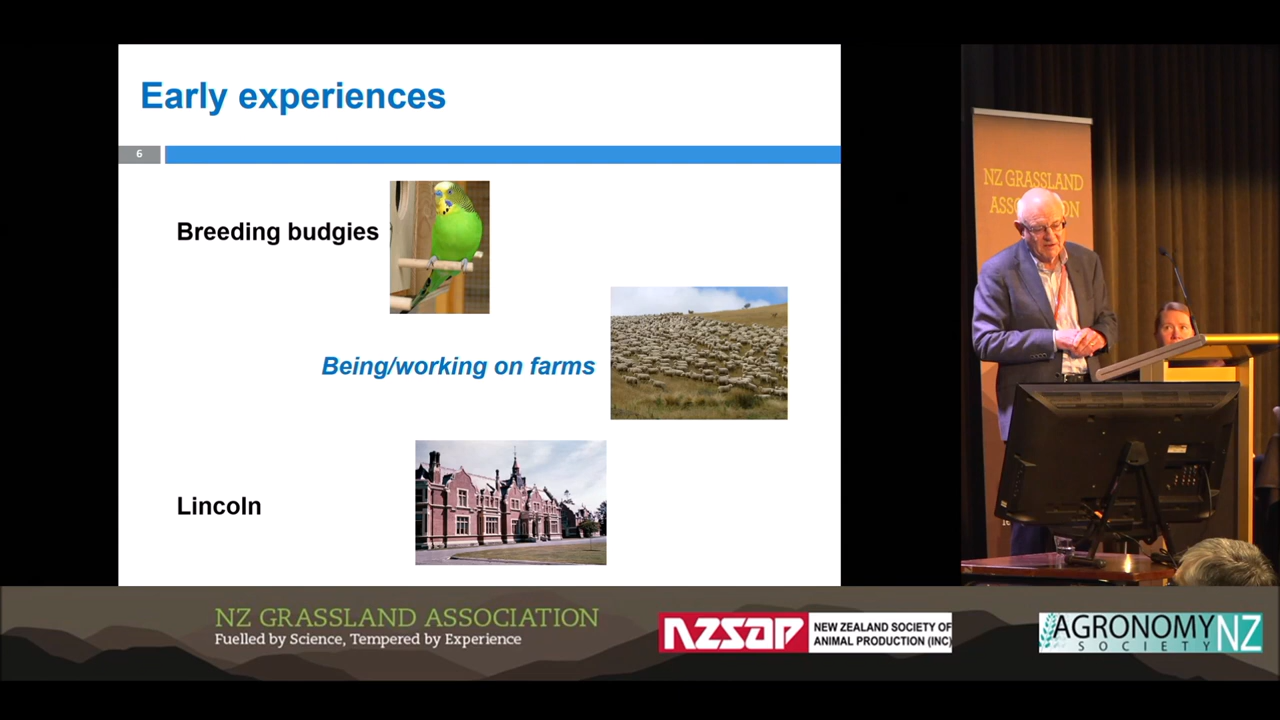 Early experiences
6
Breeding budgies
Being/working on farms
Lincoln
NZ GRASSLAND
ASSOCIATION
NZ GRASSLAND ASSOCIATION
Fuelled by Science, Tempered by Experience
NZSAP
NEW ZEALAND SOCIETY OF
ANIMAL PRODUCTION (INC)
AGRONOMY NZ
SOCIETY